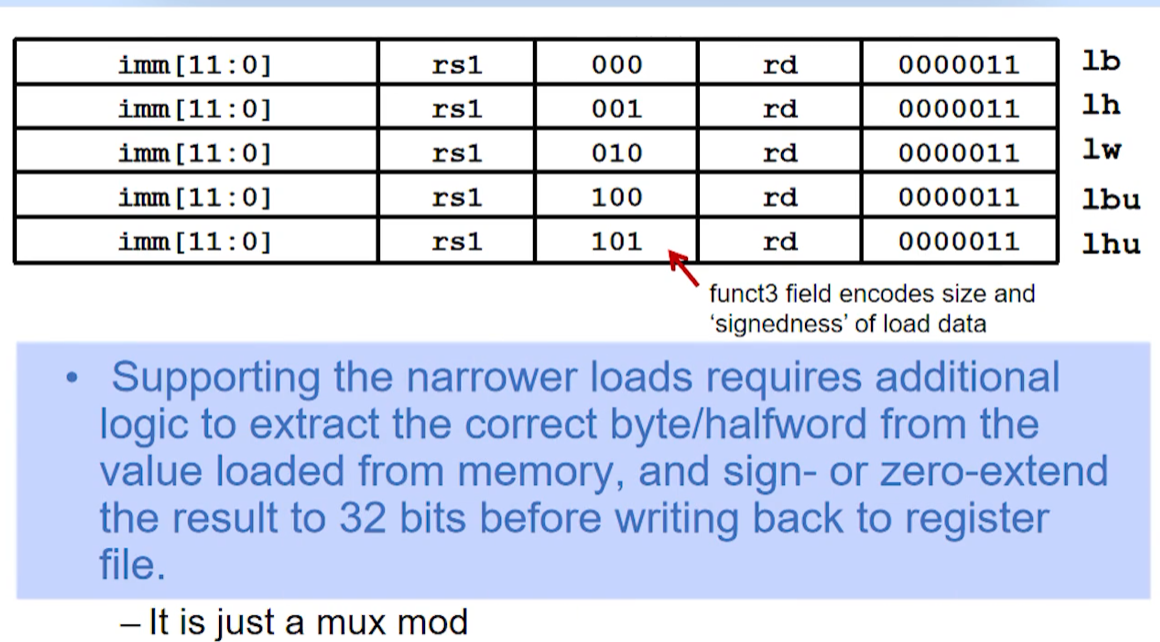 imm[11:0] rs1 000 rd 0000011 lb
imm[11:0] rs1 001 rd 0000011 lh
imm[11:0] rs1 010 rd 0000011 lw
imm[11:0] rs1 100 rd 0000011 lbu
imm[11:0] rs1 101 rd 0000011 lhu
funct3 field encodes size and
‘signedness’ of load data
• Supporting the narrower loads requires additional
logic to extract the correct byte/halfword from the
value loaded from memory, and sign- or zero-extend
the result to 32 bits before writing back to register
file.
– It is just a mux mod